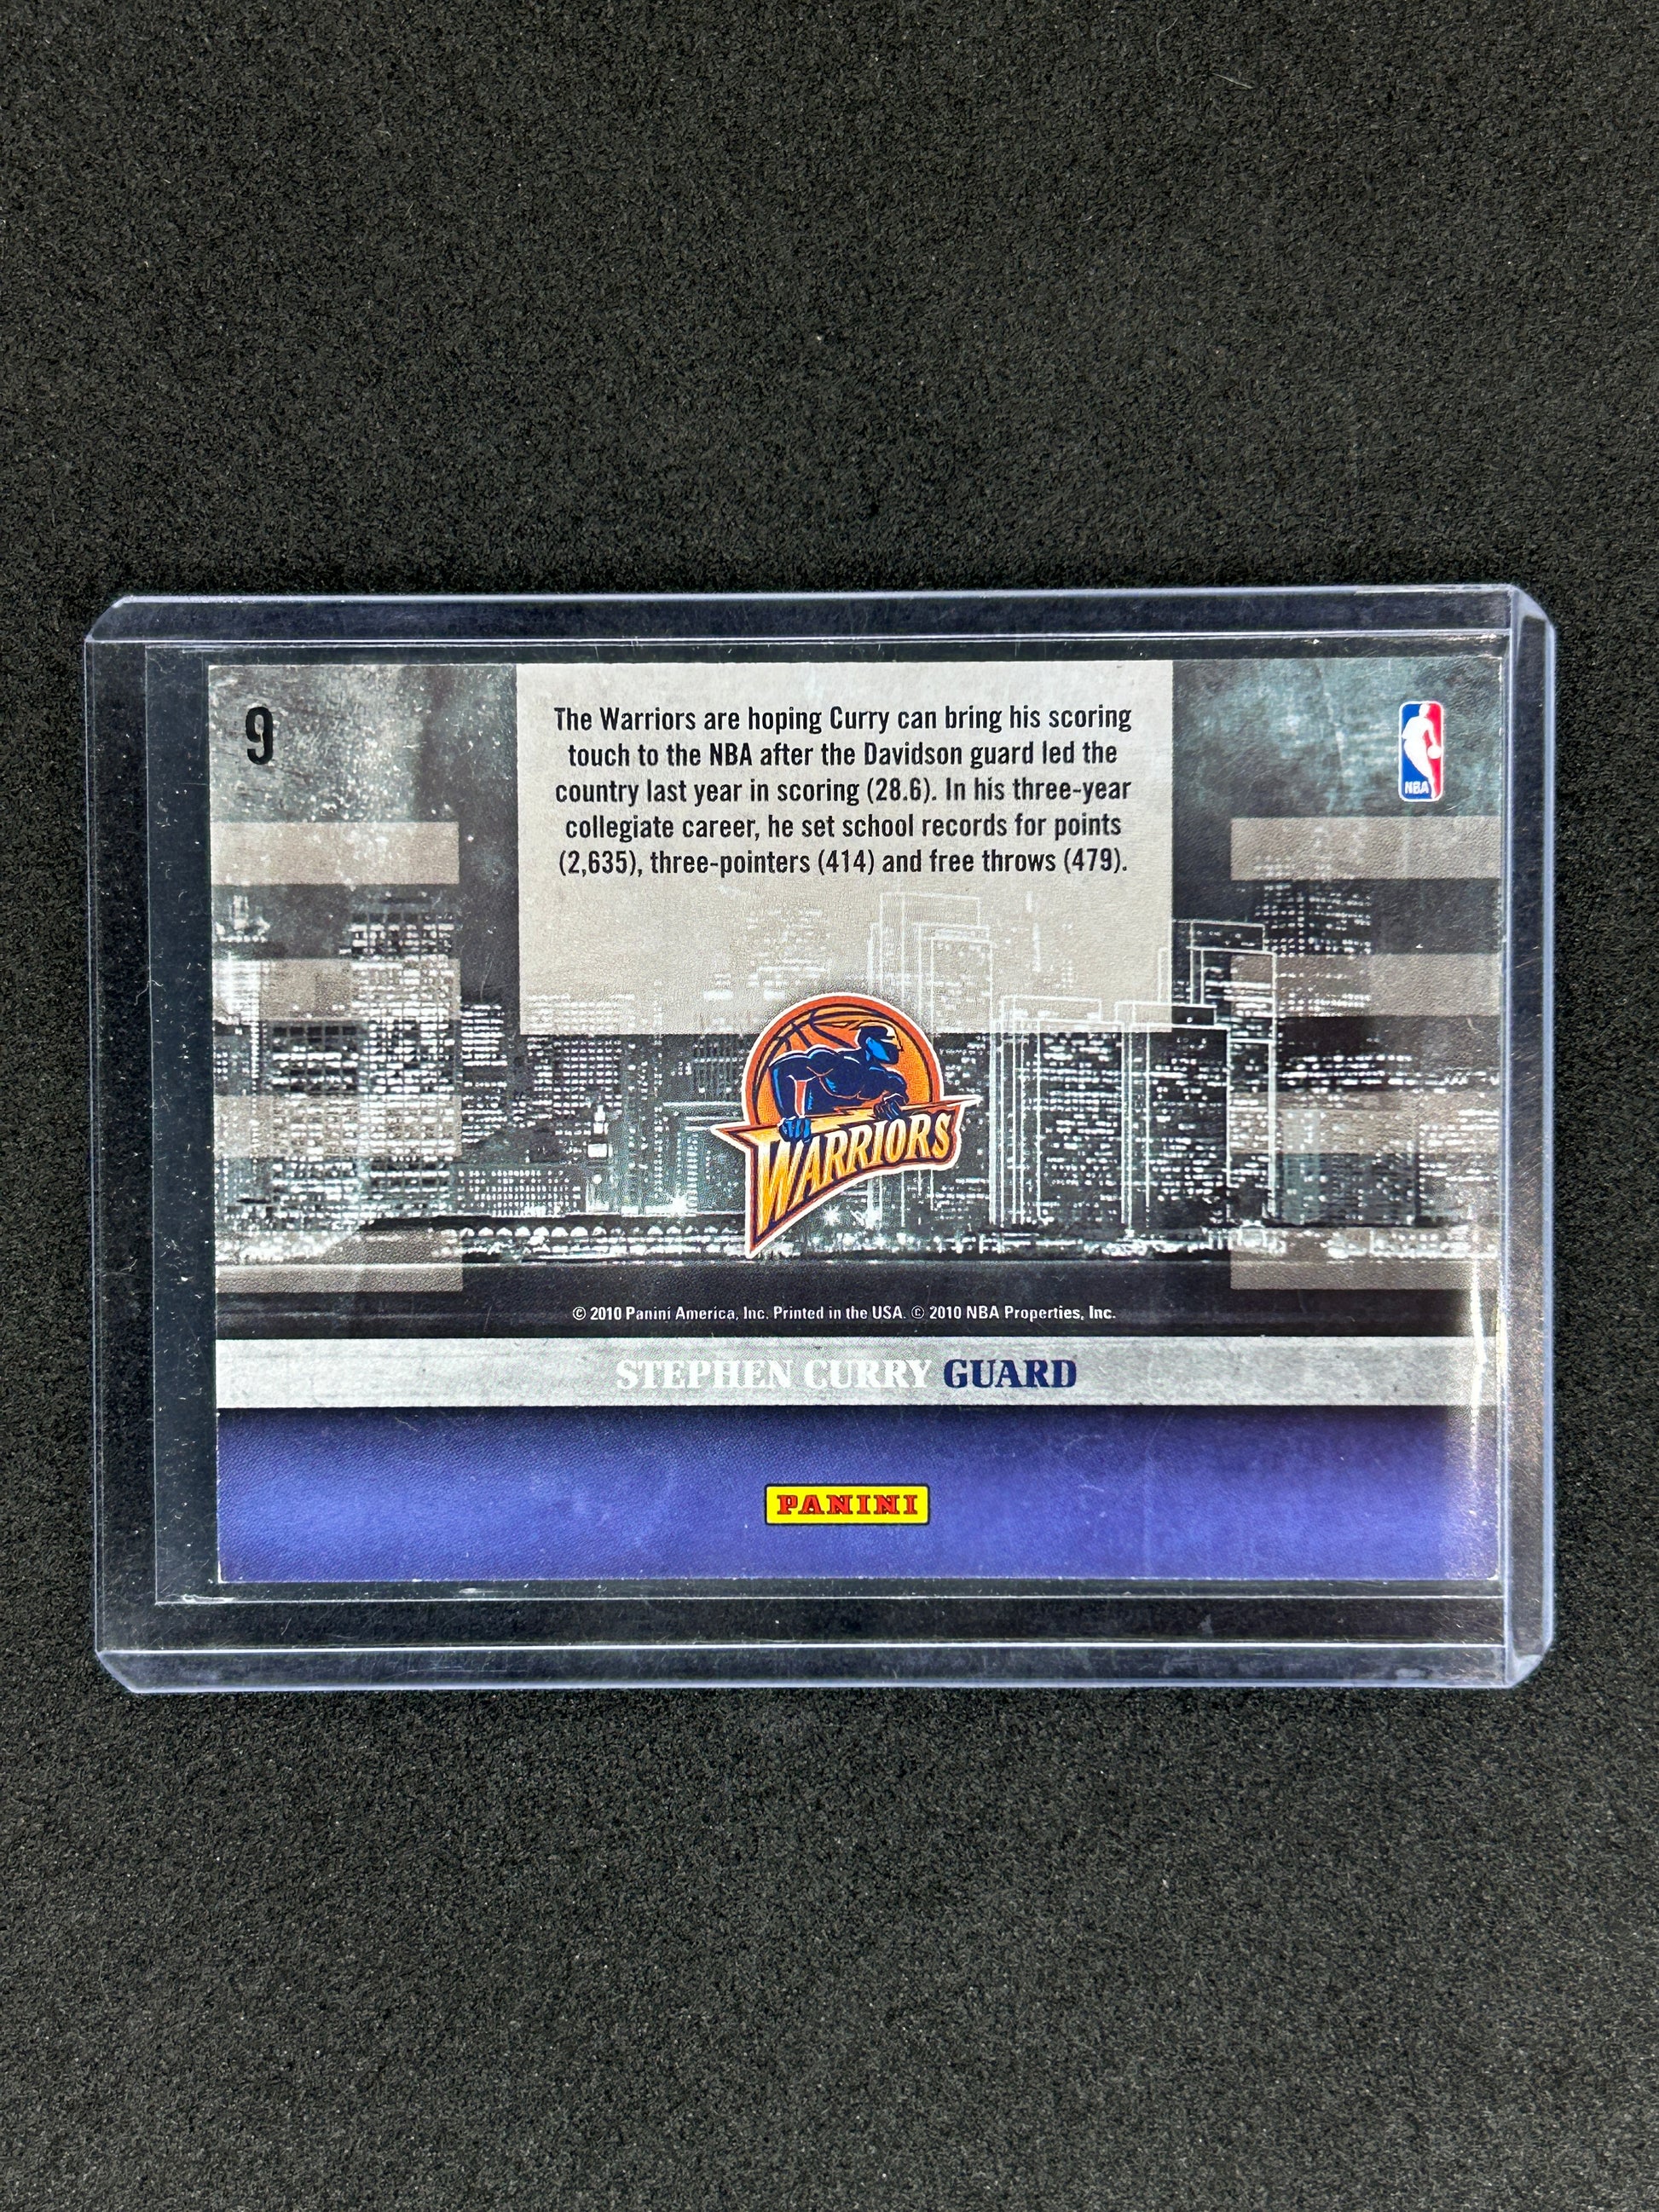 9
The Warriors are hoping Curry can bring his scoring
touch to the NBA after the Davidson guard led the
country last year in scoring (28.6). In his three-year
collegiate career, he set school records for points
(2,635), three-pointers (414) and free throws (479).
NBA
WARRIORS
© 2010 Panini America, Inc. Printed in the USA. © 2010 NBA Properties, Inc.
STEPHEN CURRY GUARD
PANINI